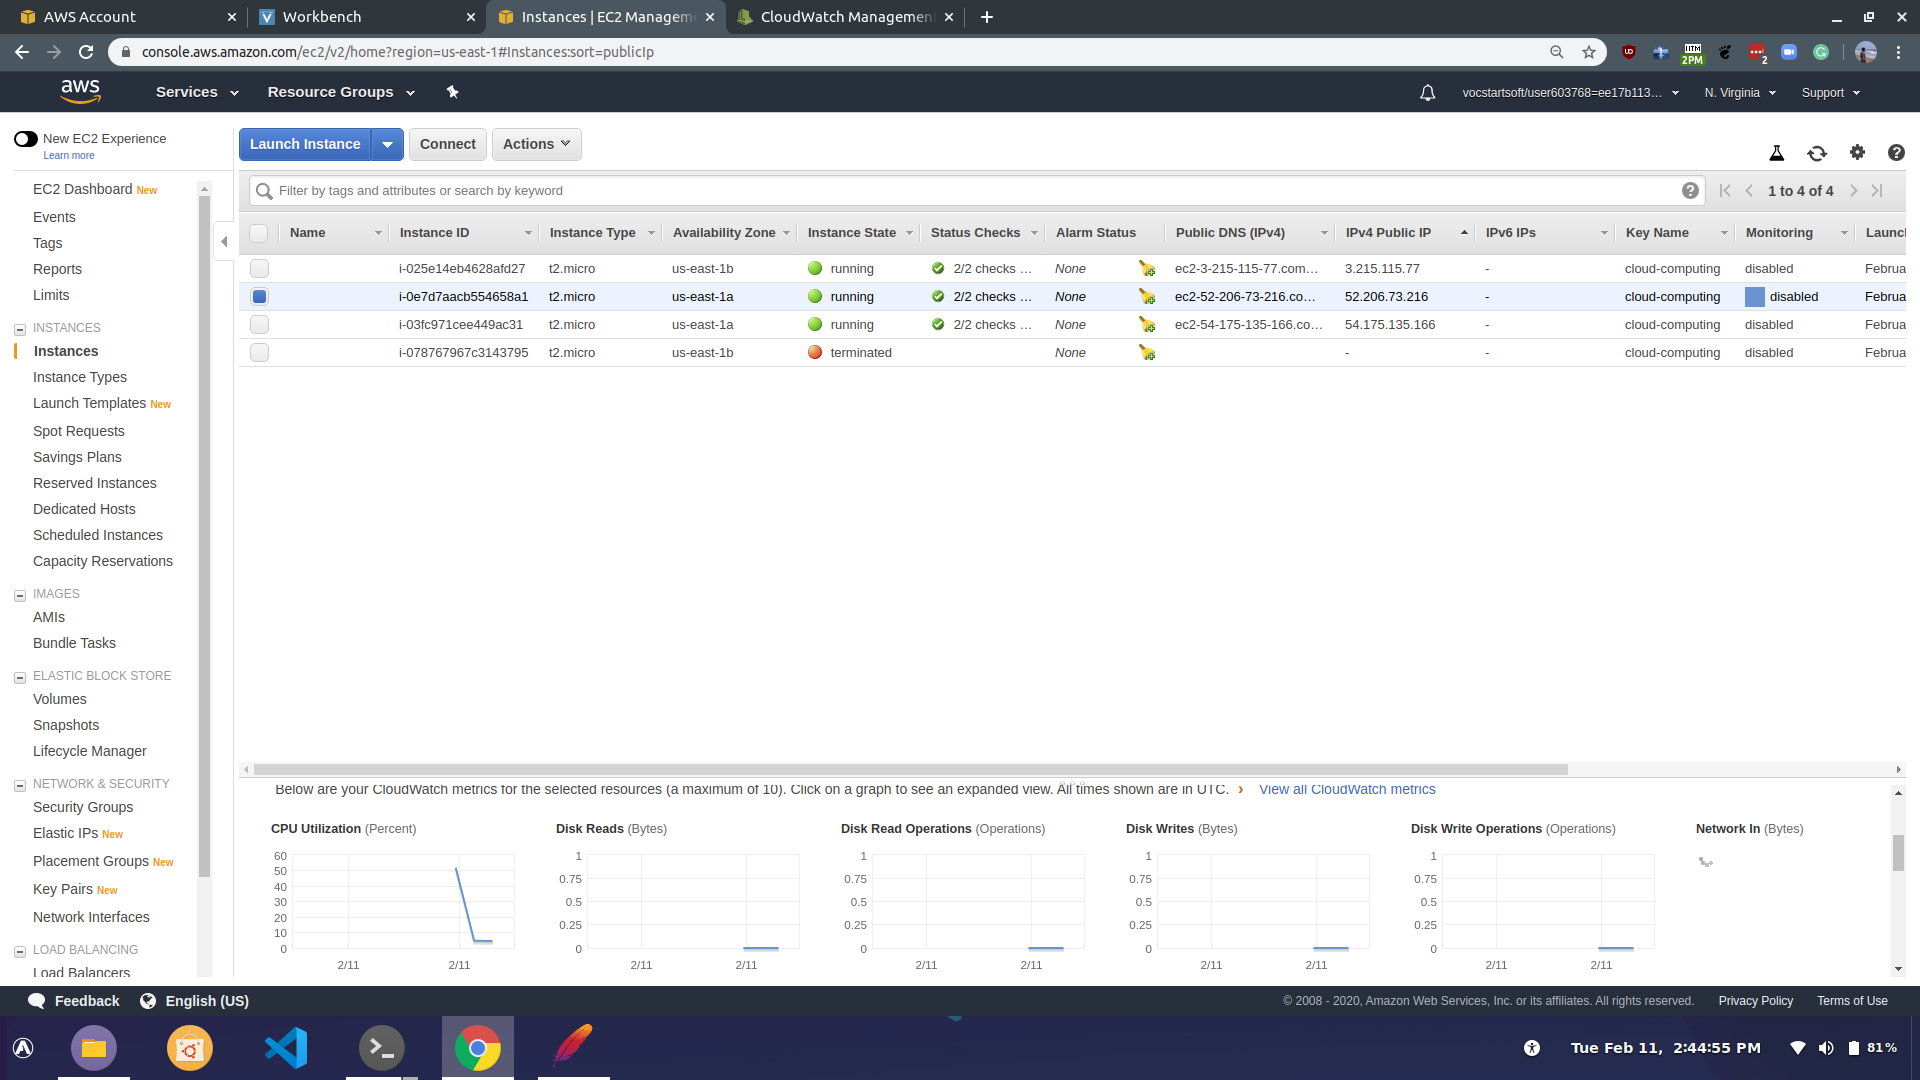 AWS Account
Workbench
Instances | EC2 Managem
CloudWatch Managemen
console.aws.amazon.com/ec2/v2/home?region=us-east-1#Instances:sort=publicIp
IITM
2PM
2
aws
Services
Resource Groups
vocstartsoft/user603768=ee17b113...
N. Virginia
Support
New EC2 Experience
Learn more
EC2 Dashboard New
Events
Tags
Reports
Limits
INSTANCES
Instances
Instance Types
Launch Templates New
Spot Requests
Savings Plans
Reserved Instances
Dedicated Hosts
Scheduled Instances
Capacity Reservations
IMAGES
AMIs
Bundle Tasks
ELASTIC BLOCK STORE
Volumes
Snapshots
Lifecycle Manager
NETWORK & SECURITY
Security Groups
Elastic IPs New
Placement Groups New
Key Pairs New
Network Interfaces
LOAD BALANCING
Load Balancers
Launch Instance
Connect
Actions
Filter by tags and attributes or search by keyword
1 to 4 of 4
Name Instance ID Instance Type Availability Zone Instance State Status Checks Alarm Status Public DNS (IPv4) IPv4 Public IP IPv6 IPs Key Name Monitoring Launc
i-025e14eb4628afd27 t2.micro us-east-1b running 2/2 checks ... None ec2-3-215-115-77.com... 3.215.115.77 - cloud-computing disabled Februa
i-0e7d7aacb554658a1 t2.micro us-east-1a running 2/2 checks ... None ec2-52-206-73-216.co... 52.206.73.216 - cloud-computing disabled Februa
i-03fc971cee449ac31 t2.micro us-east-1a running 2/2 checks ... None ec2-54-175-135-166.co... 54.175.135.166 - cloud-computing disabled Februa
i-078767967c3143795 t2.micro us-east-1b terminated None - - cloud-computing disabled Februa
Below are your CloudWatch metrics for the selected resources (a maximum of 10). Click on a graph to see an expanded view. All times shown are in UTC. › View all CloudWatch metrics
CPU Utilization (Percent)
60
50
40
30
20
10
0
2/11 2/11
Disk Reads (Bytes)
1
0.75
0.5
0.25
0
2/11 2/11
Disk Read Operations (Operations)
1
0.75
0.5
0.25
0
2/11 2/11
Disk Writes (Bytes)
1
0.75
0.5
0.25
0
2/11 2/11
Disk Write Operations (Operations)
1
0.75
0.5
0.25
0
2/11 2/11
Network In (Bytes)
Feedback
English (US)
© 2008 - 2020, Amazon Web Services, Inc. or its affiliates. All rights reserved.
Privacy Policy
Terms of Use
Tue Feb 11, 2:44:55 PM
81%